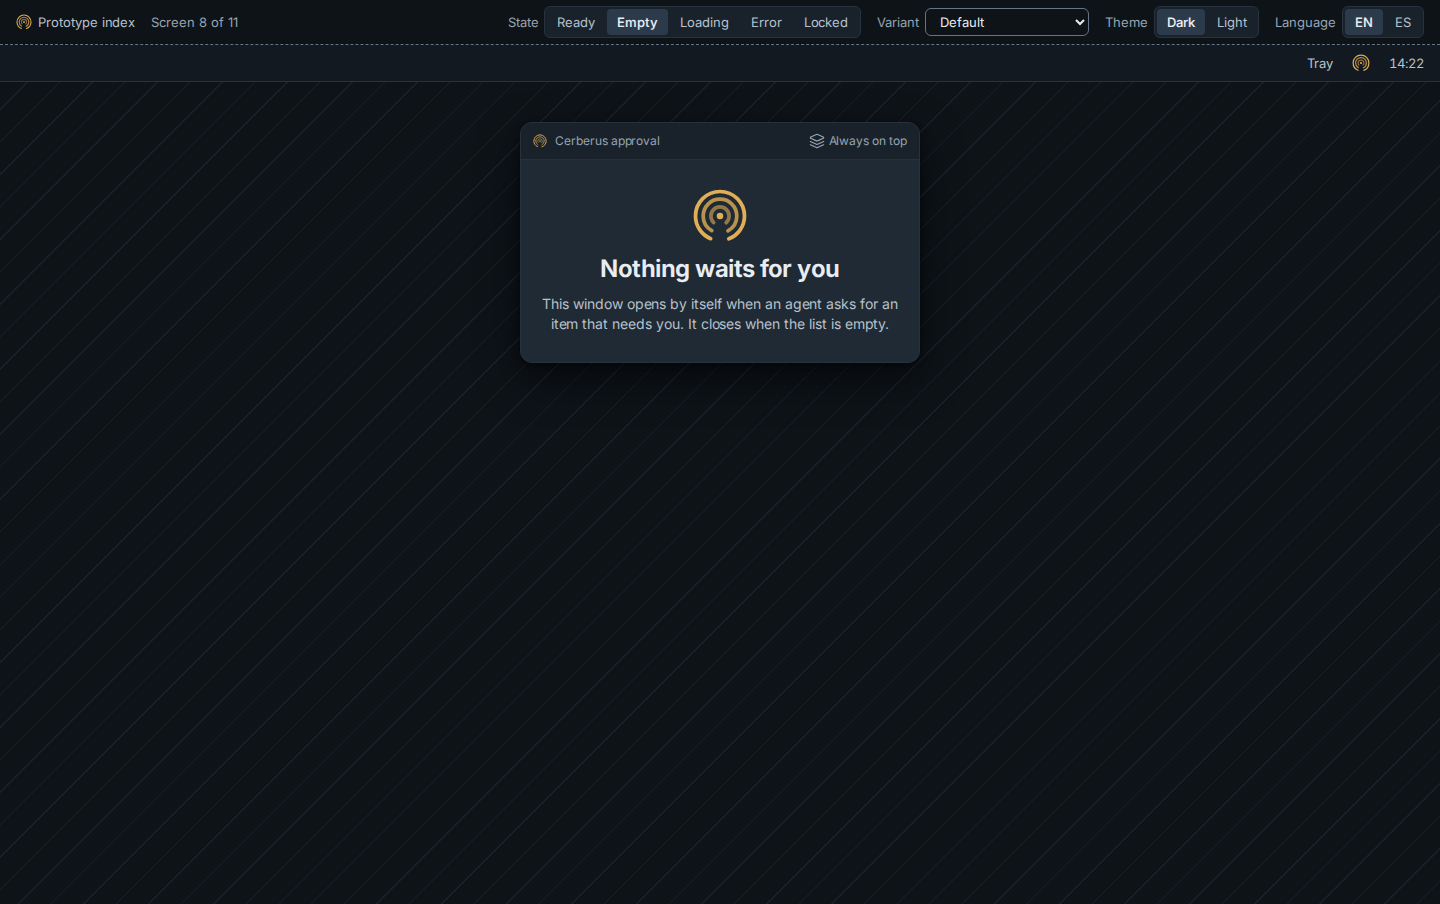 Prototype index Screen 8 of 11 State Ready Empty Loading Error Locked Variant Default Theme Dark Light Language EN ES
Tray 14:22
Cerberus approval Always on top
Nothing waits for you
This window opens by itself when an agent asks for an
item that needs you. It closes when the list is empty.